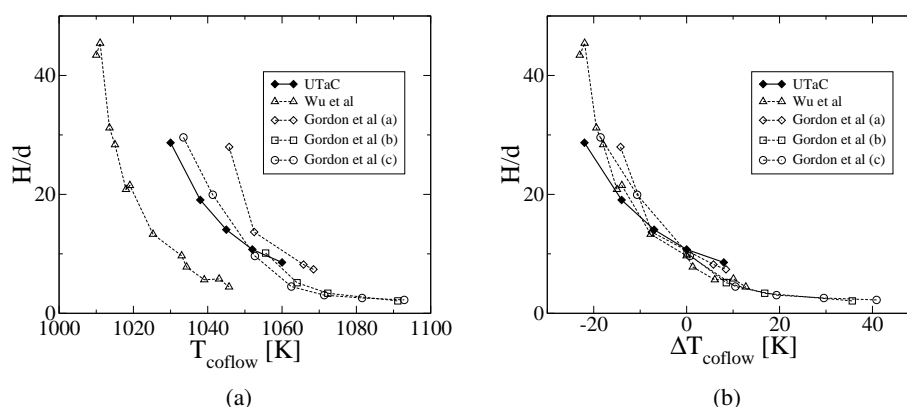 H/d
40
20
0
1000
1020
1040
1060
1080
1100
T_coflow [K]
UTaC
Wu et al
Gordon et al (a)
Gordon et al (b)
Gordon et al (c)
(a)
H/d
40
20
0
-20
0
20
40
ΔT_coflow [K]
UTaC
Wu et al
Gordon et al (a)
Gordon et al (b)
Gordon et al (c)
(b)